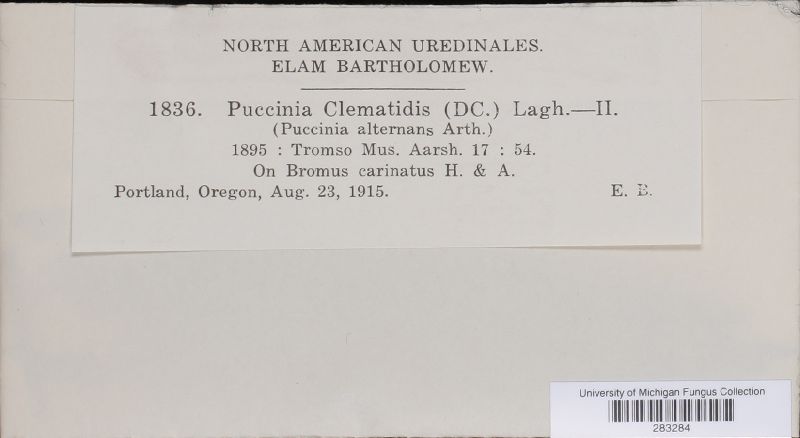 NORTH AMERICAN UREDINALES.
ELAM BARTHOLOMEW.
1836. Puccinia Clematidis (DC.) Lagh.—II.
(Puccinia alternans Arth.)
1895 : Tromso Mus. Aarsh. 17 : 54.
On Bromus carinatus H. & A.
Portland, Oregon, Aug. 23, 1915. E. B.
University of Michigan Fungus Collection
283284